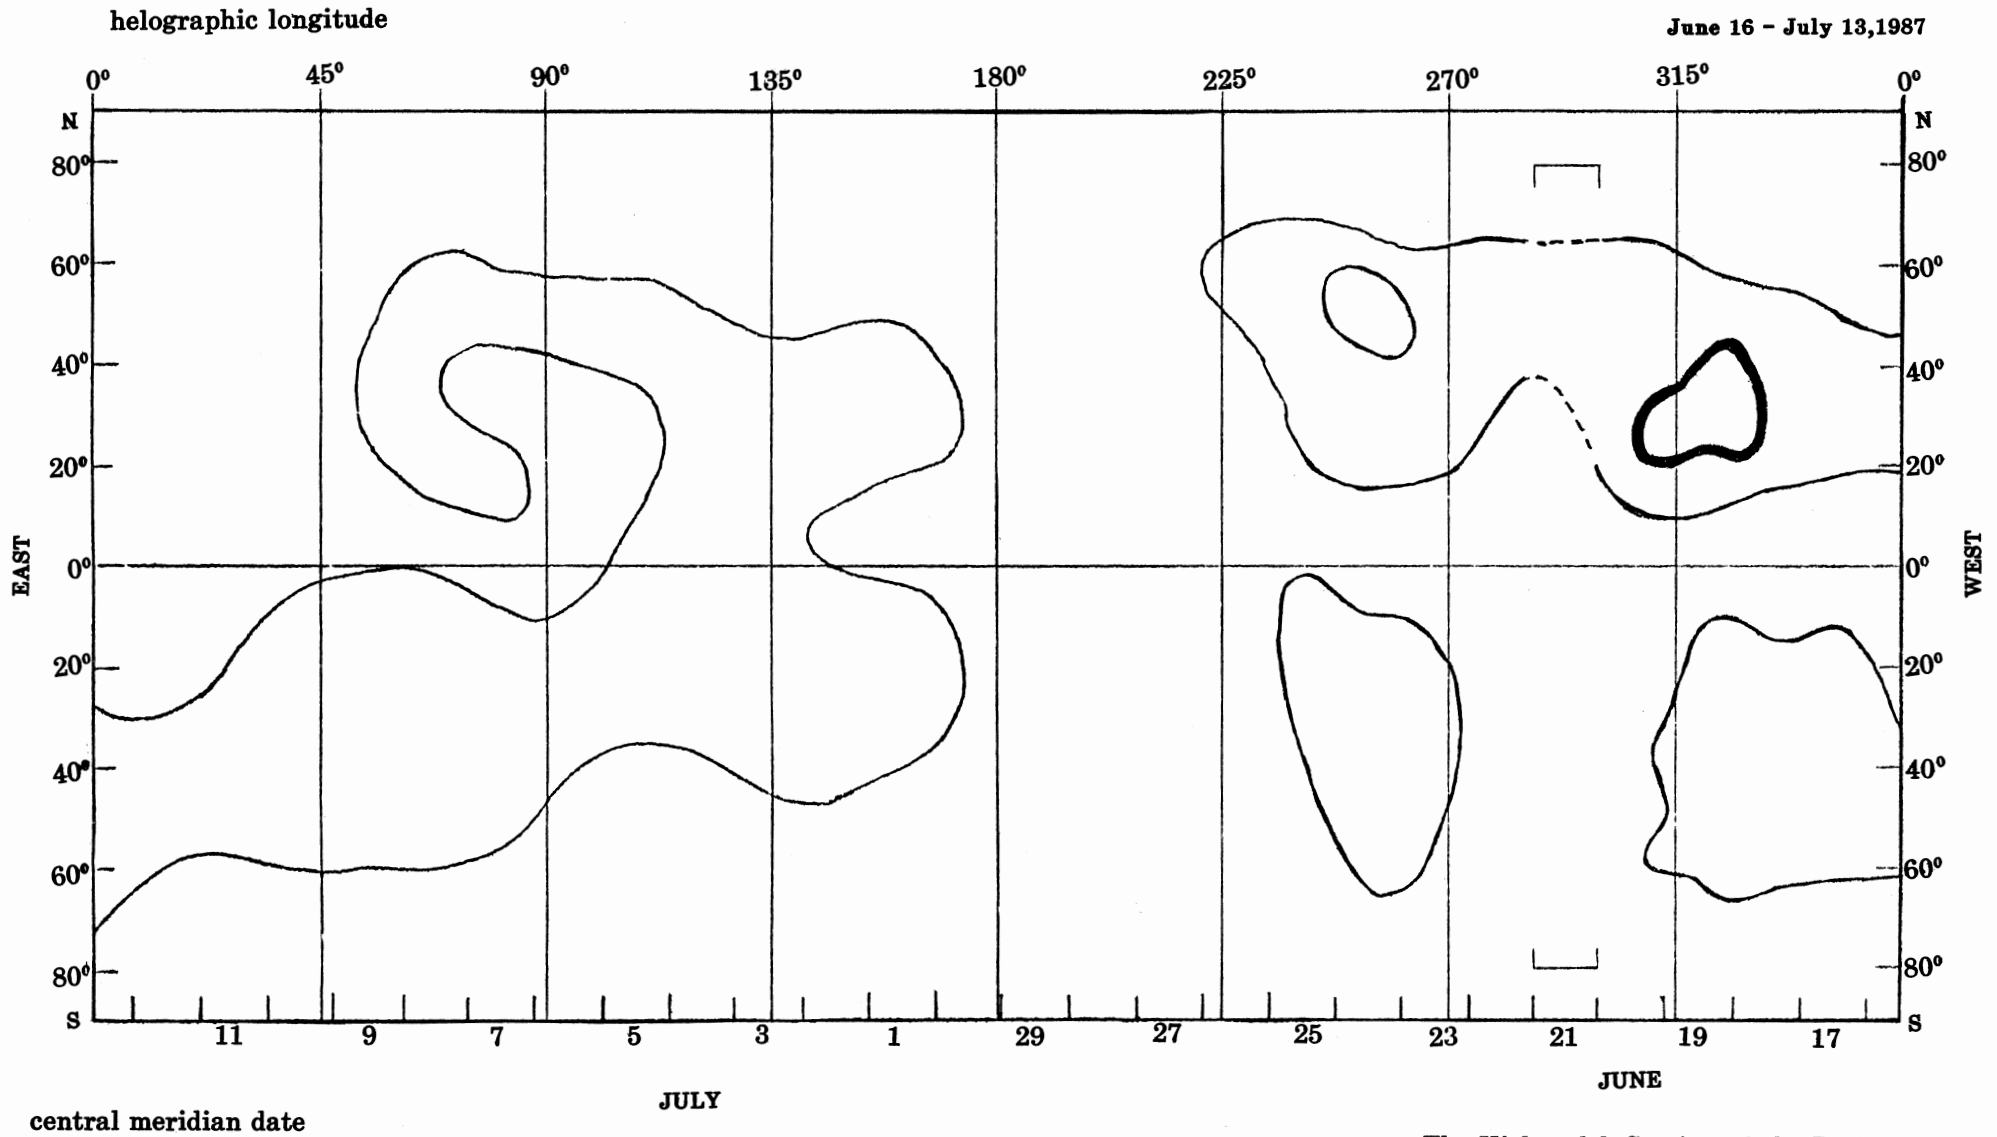 helographic longitude
June 16 - July 13,1987
0° 45° 90° 135° 180° 225° 270° 315° 0°
N N
80° 80°
60° 60°
40° 40°
20° 20°
EAST 0° 0° WEST
20° 20°
40° 40°
60° 60°
80° 80°
S S
11 9 7 5 3 1 29 27 25 23 21 19 17
JULY JUNE
central meridian date